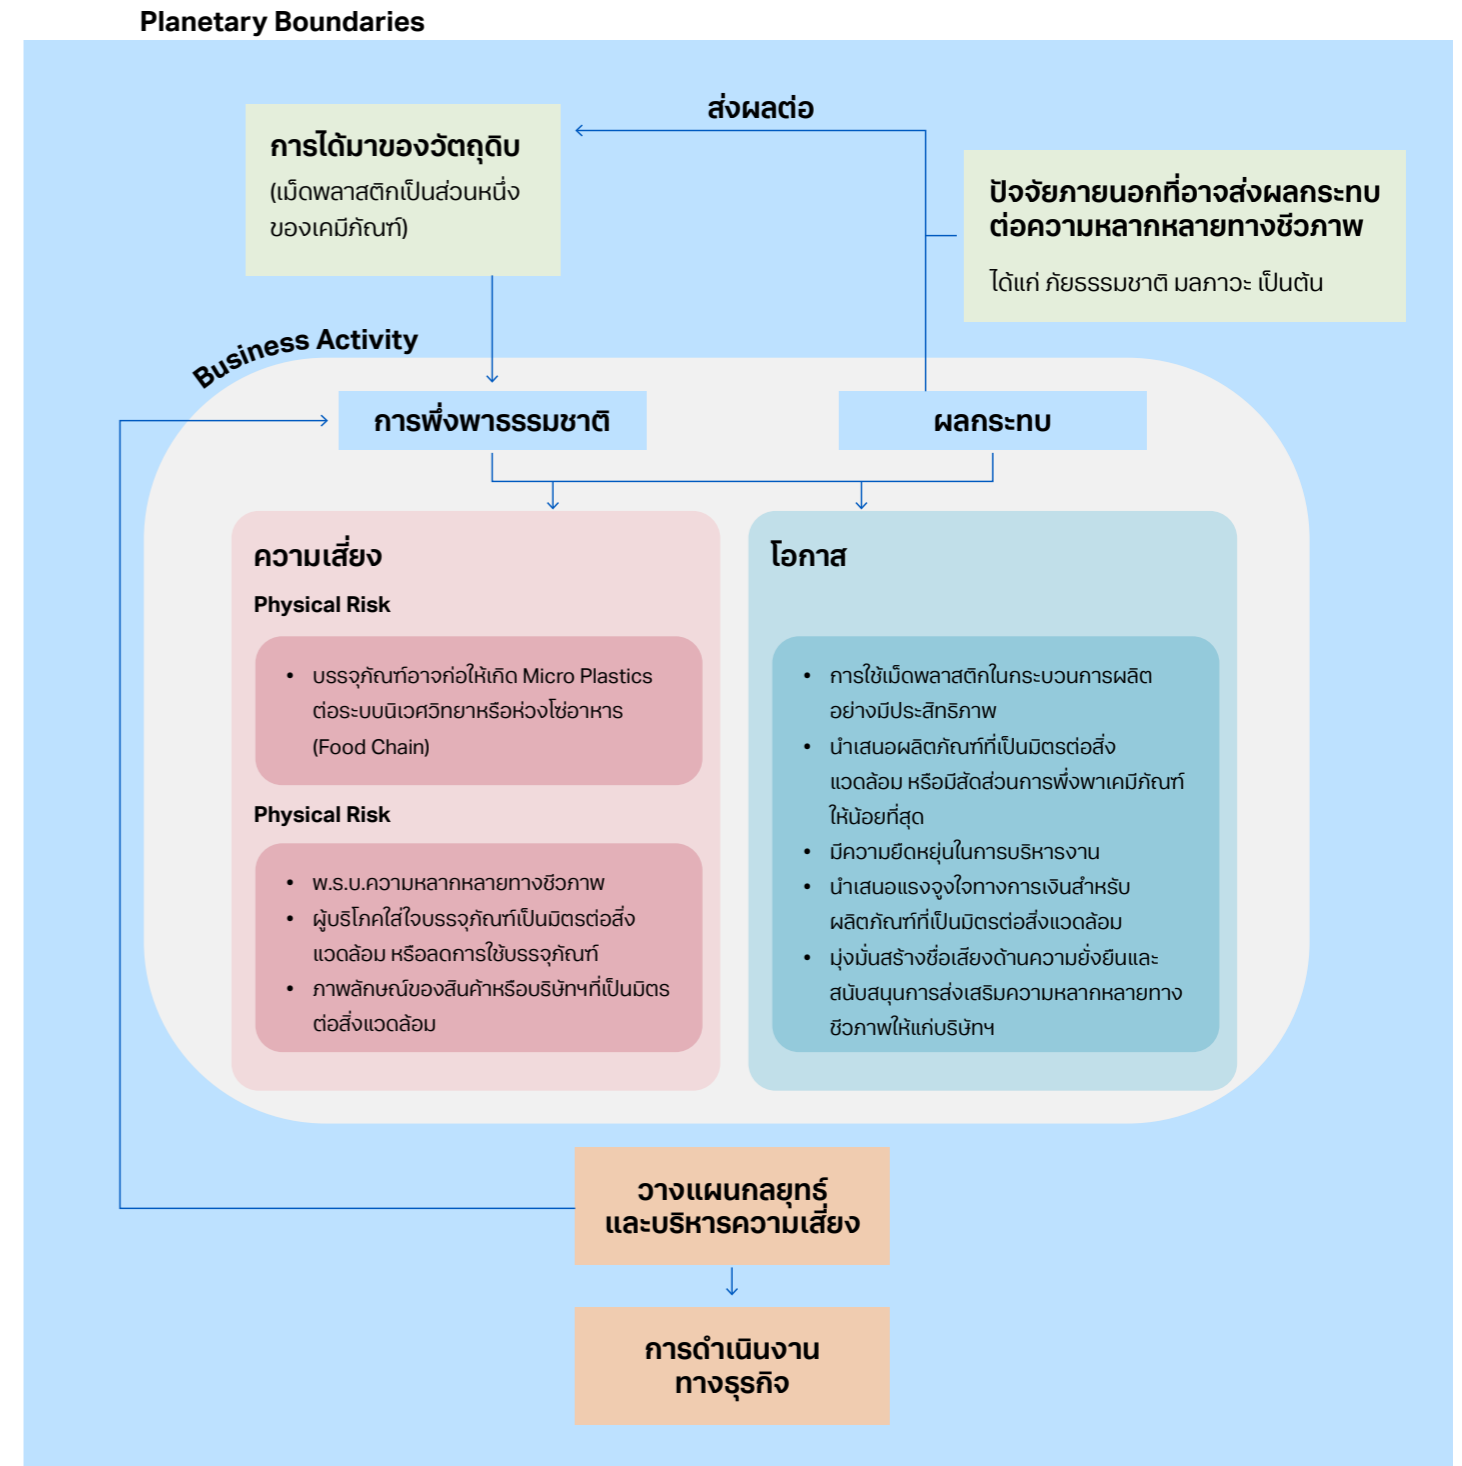 Planetary Boundaries
ส่งผลต่อ
การได้มาของวัตถุดิบ
(เม็ดพลาสติกเป็นส่วนหนึ่ง
ของเคมีภัณฑ์)
ปัจจัยภายนอกที่อาจส่งผลกระทบ
ต่อความหลากหลายทางชีวภาพ
ได้แก่ ภัยธรรมชาติ มลภาวะ เป็นต้น
Business Activity
การพึ่งพาธรรมชาติ
ผลกระทบ
ความเสี่ยง
Physical Risk
• บรรจุภัณฑ์อาจก่อให้เกิด Micro Plastics
ต่อระบบนิเวศวิทยาหรือห่วงโซ่อาหาร
(Food Chain)
Physical Risk
• พ.ร.บ.ความหลากหลายทางชีวภาพ
• ผู้บริโภคใส่ใจบรรจุภัณฑ์เป็นมิตรต่อสิ่ง
แวดล้อม หรือลดการใช้บรรจุภัณฑ์
• ภาพลักษณ์ของสินค้าหรือบริษัทฯที่เป็นมิตร
ต่อสิ่งแวดล้อม
โอกาส
• การใช้เม็ดพลาสติกในกระบวนการผลิต
อย่างมีประสิทธิภาพ
• นำเสนอผลิตภัณฑ์ที่เป็นมิตรต่อสิ่ง
แวดล้อม หรือมีสัดส่วนการพึ่งพาเคมีภัณฑ์
ให้น้อยที่สุด
• มีความยืดหยุ่นในการบริหารงาน
• นำเสนอแรงจูงใจทางการเงินสำหรับ
ผลิตภัณฑ์ที่เป็นมิตรต่อสิ่งแวดล้อม
• มุ่งมั่นสร้างชื่อเสียงด้านความยั่งยืนและ
สนับสนุนการส่งเสริมความหลากหลายทาง
ชีวภาพให้แก่บริษัทฯ
วางแผนกลยุทธ์
และบริหารความเสี่ยง
การดำเนินงาน
ทางธุรกิจ